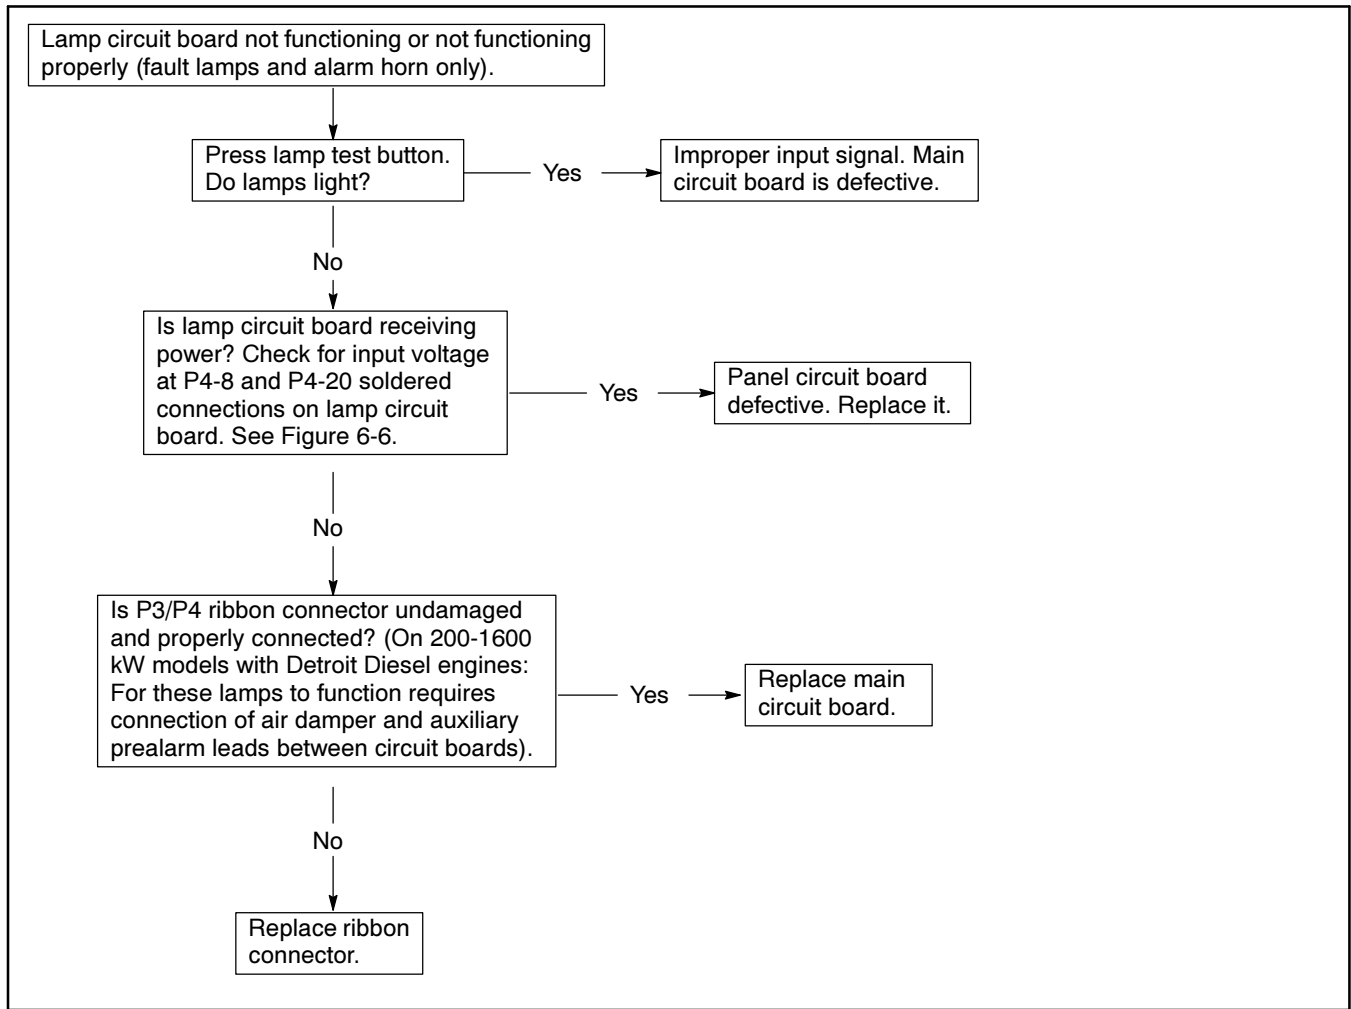 Lamp circuit board not functioning or not functioning
properly (fault lamps and alarm horn only).
Press lamp test button.
Do lamps light?
Yes
Improper input signal. Main
circuit board is defective.
No
Is lamp circuit board receiving
power? Check for input voltage
at P4-8 and P4-20 soldered
connections on lamp circuit
board. See Figure 6-6.
Yes
Panel circuit board
defective. Replace it.
No
Is P3/P4 ribbon connector undamaged
and properly connected? (On 200-1600
kW models with Detroit Diesel engines:
For these lamps to function requires
connection of air damper and auxiliary
prealarm leads between circuit boards).
Yes
Replace main
circuit board.
No
Replace ribbon
connector.